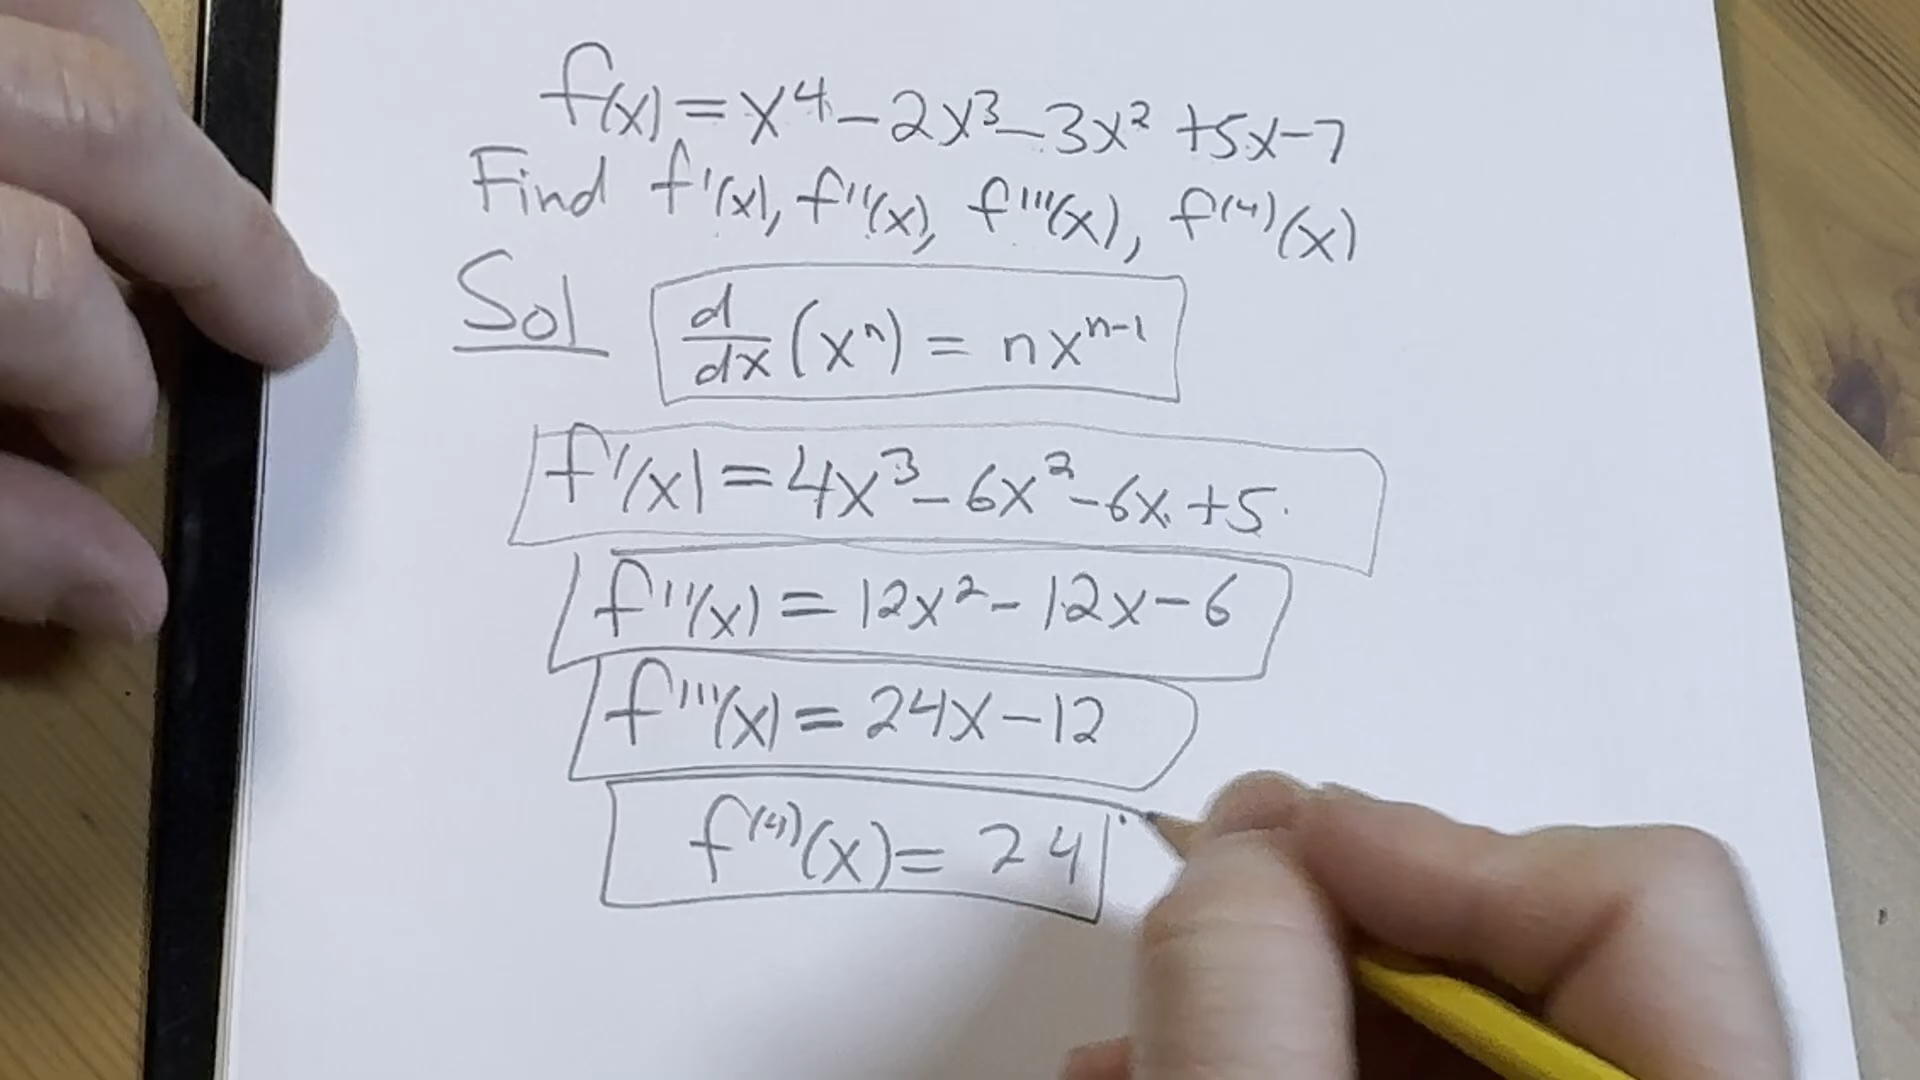 f(x) = x⁴ - 2x³ - 3x² + 5x - 7
Find f'(x), f''(x), f'''(x), f⁽⁴⁾(x)
Sol
d/dx (xⁿ) = nxⁿ⁻¹
f'(x) = 4x³ - 6x² - 6x + 5
f''(x) = 12x² - 12x - 6
f'''(x) = 24x - 12
f⁽⁴⁾(x) = 24